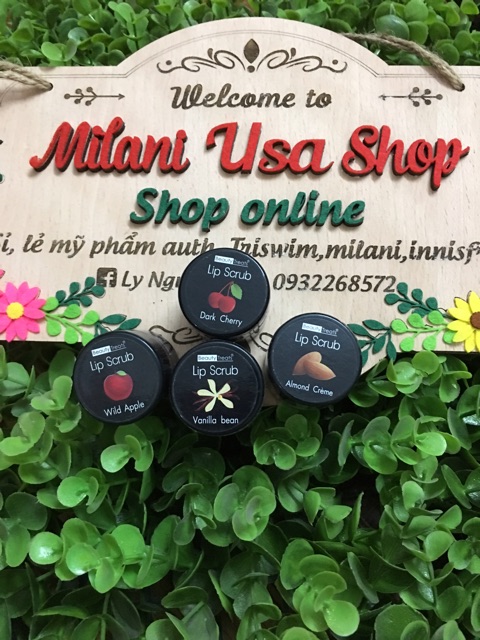 Welcome to
Milani Usa Shop
Shop online
lẻ mỹ phẩm auth. Triswim,milani,innisf
Ly 0932268572
Beauty Treats
Lip Scrub
Dark Cherry
Beauty Treats
Lip Scrub
Wild Apple
Beauty Treats
Lip Scrub
Vanilla bean
Beauty Treats
Lip Scrub
Almond Crème